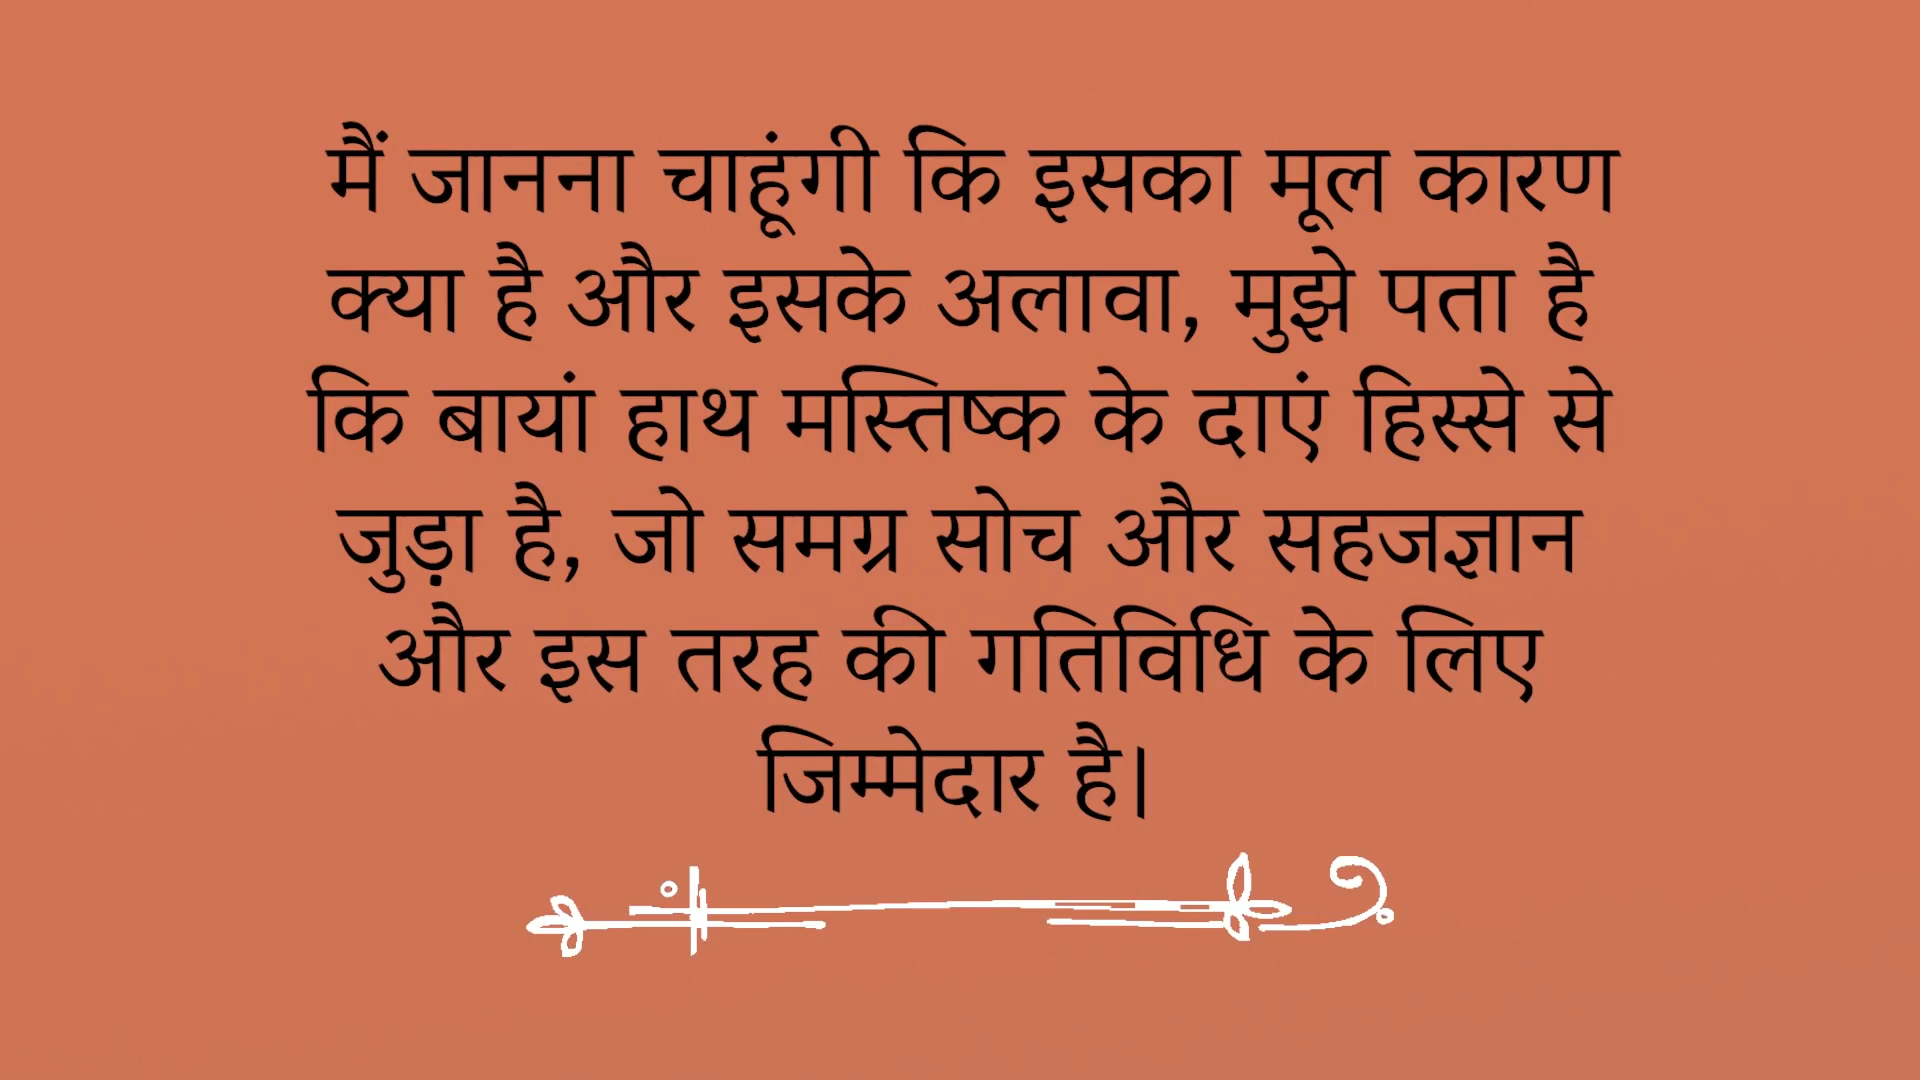 मैं जानना चाहूंगी कि इसका मूल कारण
क्या है और इसके अलावा, मुझे पता है
कि बायां हाथ मस्तिष्क के दाएं हिस्से से
जुड़ा है, जो समग्र सोच और सहजज्ञान
और इस तरह की गतिविधि के लिए
जिम्मेदार है।